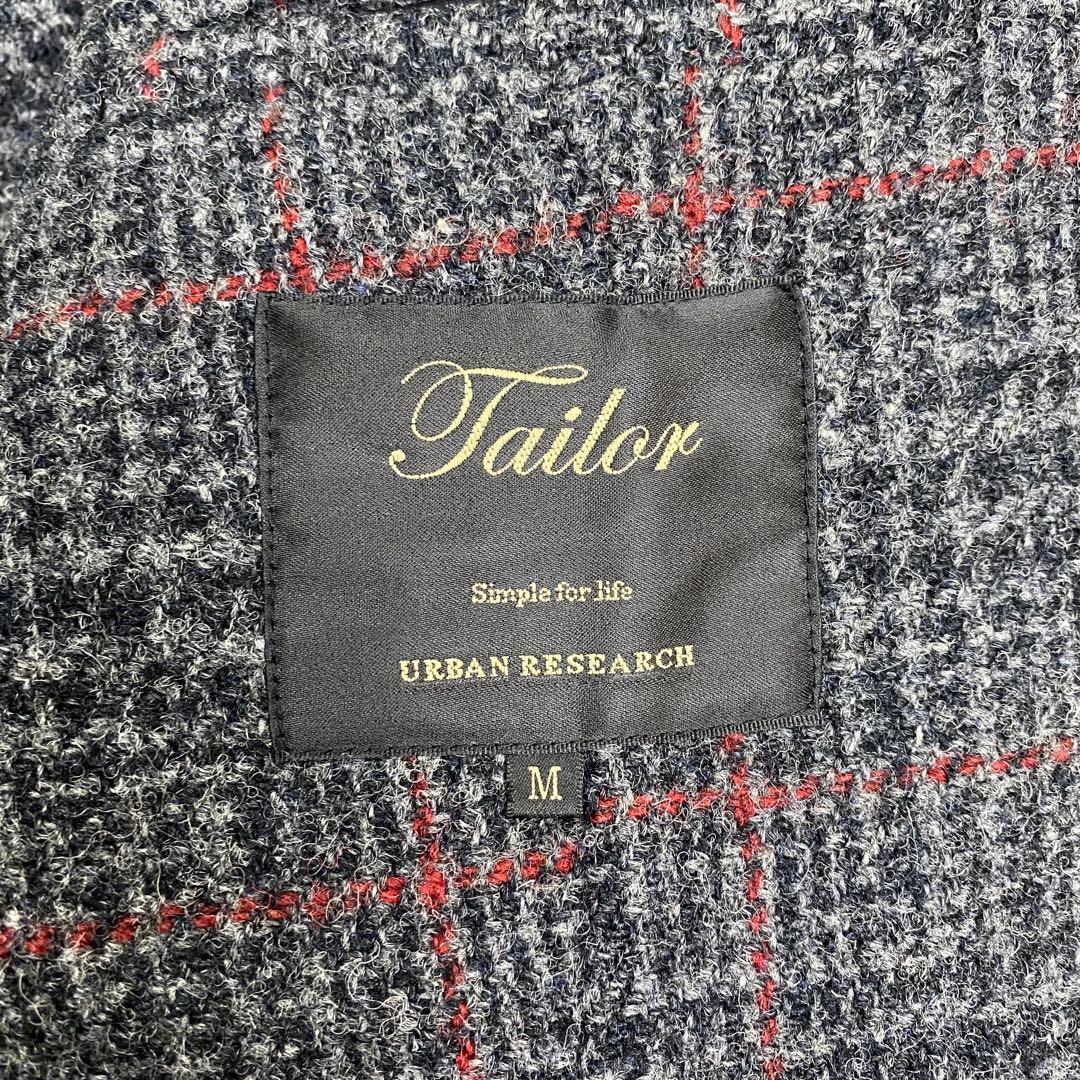 Tailor
Simple for life
URBAN RESEARCH
M